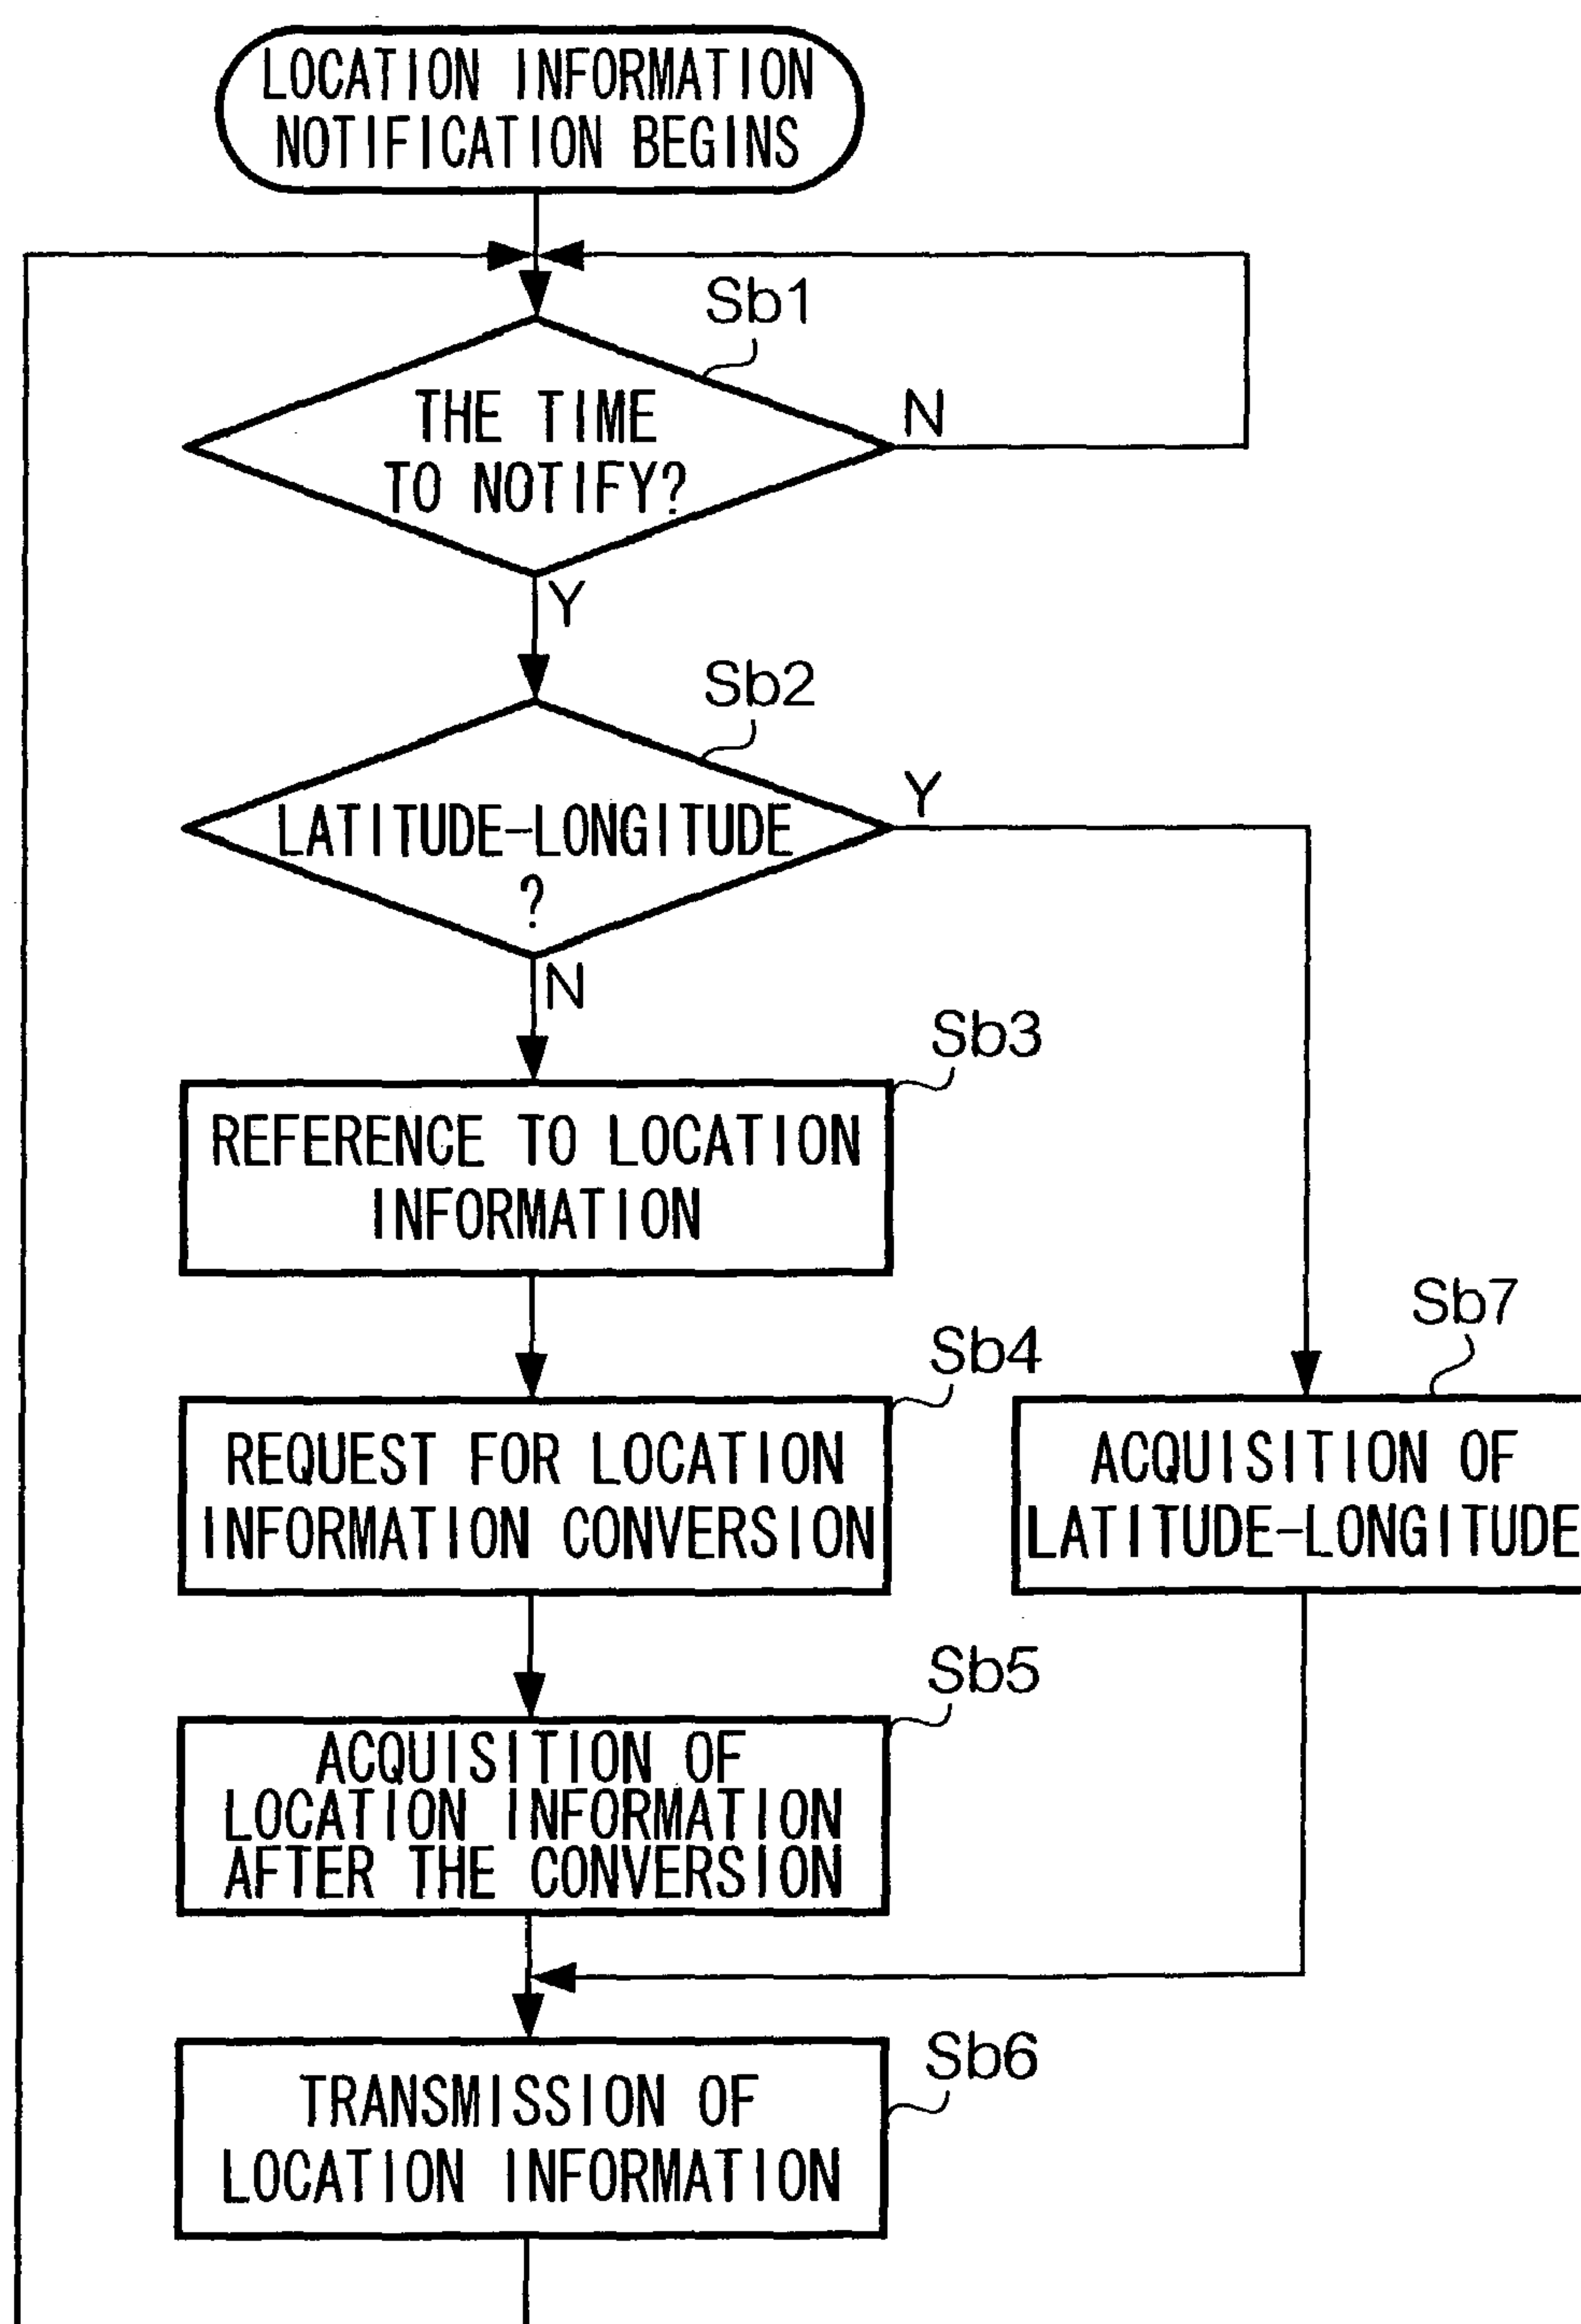 LOCATION INFORMATION
NOTIFICATION BEGINS
Sb1
THE TIME
TO NOTIFY?
N
Y
Sb2
LATITUDE-LONGITUDE
?
Y
N
Sb3
REFERENCE TO LOCATION
INFORMATION
Sb4
REQUEST FOR LOCATION
INFORMATION CONVERSION
Sb7
ACQUISITION OF
LATITUDE-LONGITUDE
Sb5
ACQUISITION OF
LOCATION INFORMATION
AFTER THE CONVERSION
Sb6
TRANSMISSION OF
LOCATION INFORMATION